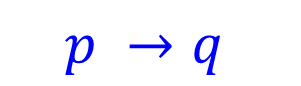 p → q